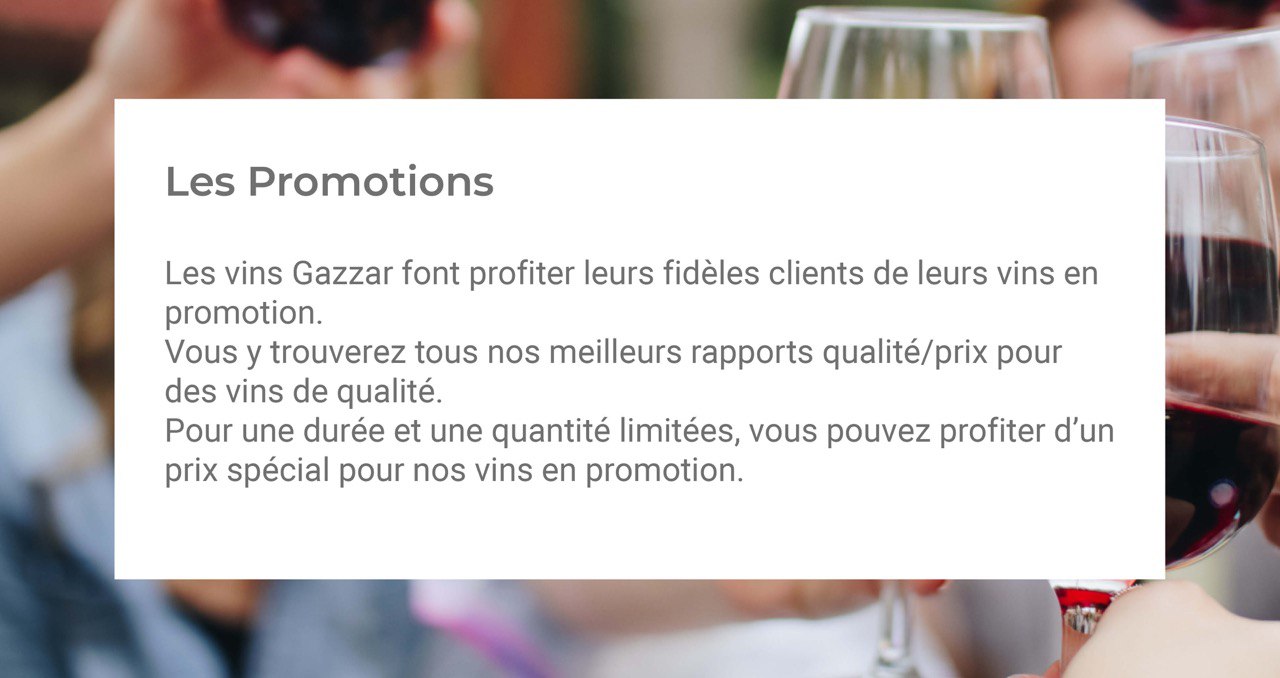 Les Promotions
Les vins Gazzar font profiter leurs fidèles clients de leurs vins en
promotion.
Vous y trouverez tous nos meilleurs rapports qualité/prix pour
des vins de qualité.
Pour une durée et une quantité limitées, vous pouvez profiter d’un
prix spécial pour nos vins en promotion.